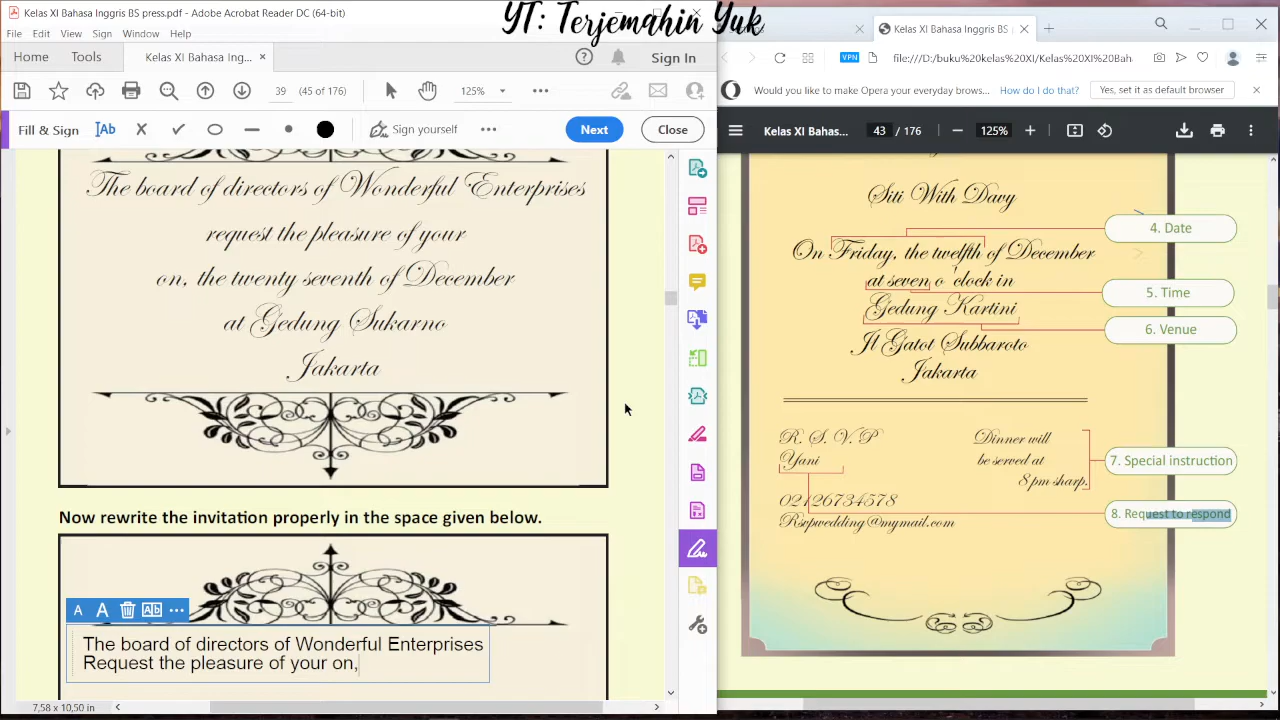 YT: Terjemahin Yuk
Kelas XI Bahasa Inggris BS press.pdf - Adobe Acrobat Reader DC (64-bit)
File Edit View Sign Window Help
Home Tools Kelas XI Bahasa Ing... Sign In
39 (45 of 176) 125%
Fill & Sign Sign yourself Next Close
The board of directors of Wonderful Enterprises
request the pleasure of your
on, the twenty seventh of December
at Gedung Sukarno
Jakarta
Now rewrite the invitation properly in the space given below.
The board of directors of Wonderful Enterprises
Request the pleasure of your on,
7,58 x 10,50 in
Kelas XI Bahasa Inggris BS
VPN file:///D:/buku%20kelas%20XI/Kelas%20XI%20Bah
Would you like to make Opera your everyday brows... How do I do that? Yes, set it as default browser
Kelas XI Bahas... 43 / 176 125%
Siti With Davy
4. Date
On Friday, the twelfth of December
at seven o'clock in
5. Time
Gedung Kartini
6. Venue
Jl Gatot Subbaroto
Jakarta
R. S. V. P
Yani
02126734578
Rsvpwedding@mymail.com
Dinner will
be served at
8 pm sharp.
7. Special instruction
8. Request to respond